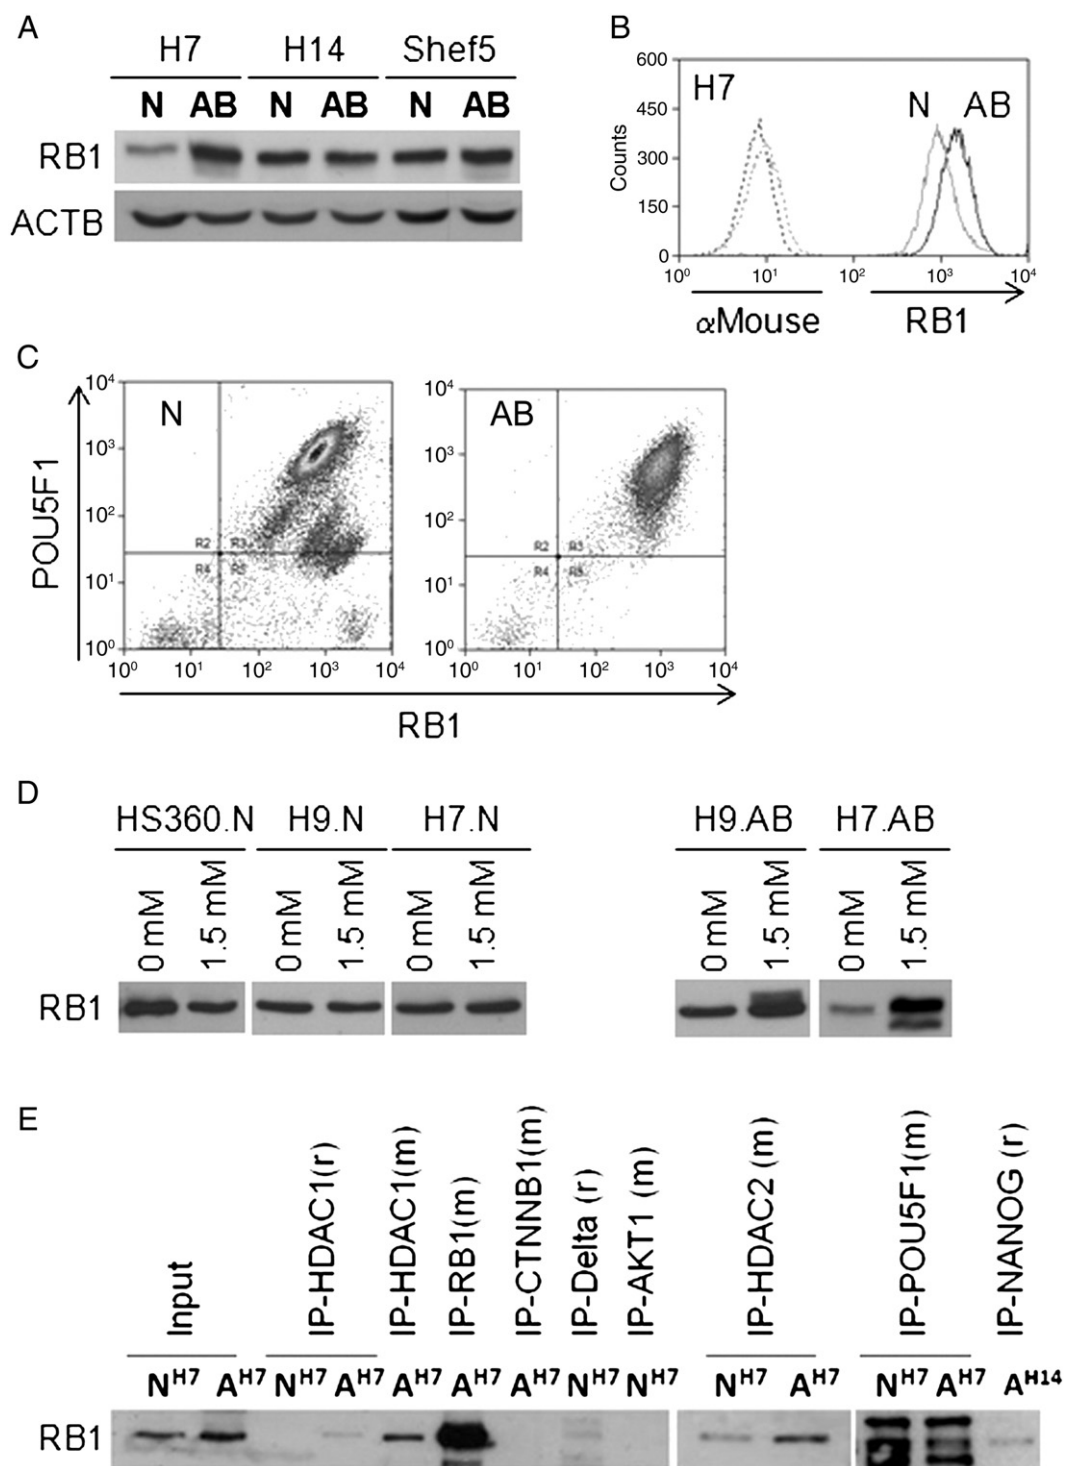 A
H7 H14 Shef5
N AB N AB N AB
RB1
ACTB
B
600
450
300
150
0
Counts
H7
N AB
10⁰ 10¹ 10² 10³ 10⁴
αMouse RB1
C
POU5F1
10⁴
10³
10²
10¹
10⁰
N
R2 R3
R4 R5
10⁰ 10¹ 10² 10³ 10⁴
10⁴
10³
10²
10¹
10⁰
AB
R2 R3
R4 R5
10⁰ 10¹ 10² 10³ 10⁴
RB1
D
HS360.N H9.N H7.N H9.AB H7.AB
0 mM 1.5 mM 0 mM 1.5 mM 0 mM 1.5 mM 0 mM 1.5 mM 0 mM 1.5 mM
RB1
E
Input
IP-HDAC1(r)
IP-HDAC1(m)
IP-RB1(m)
IP-CTNNB1(m)
IP-Delta (r)
IP-AKT1 (m)
IP-HDAC2 (m)
IP-POU5F1(m)
IP-NANOG (r)
N^H7 A^H7 N^H7 A^H7 A^H7 A^H7 A^H7 N^H7 N^H7 N^H7 A^H7 N^H7 A^H7 A^H14
RB1